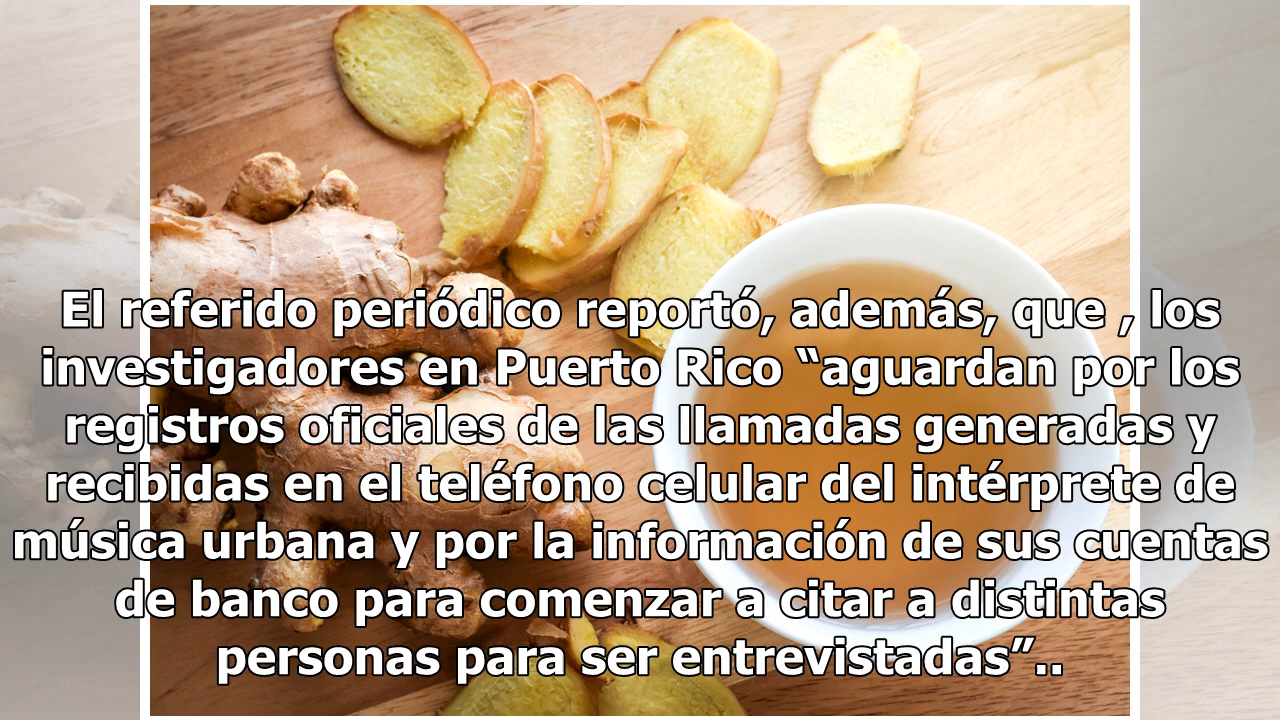 El referido periódico reportó, además, que , los
investigadores en Puerto Rico “aguardan por los
registros oficiales de las llamadas generadas y
recibidas en el teléfono celular del intérprete de
música urbana y por la información de sus cuentas
de banco para comenzar a citar a distintas
personas para ser entrevistadas”..